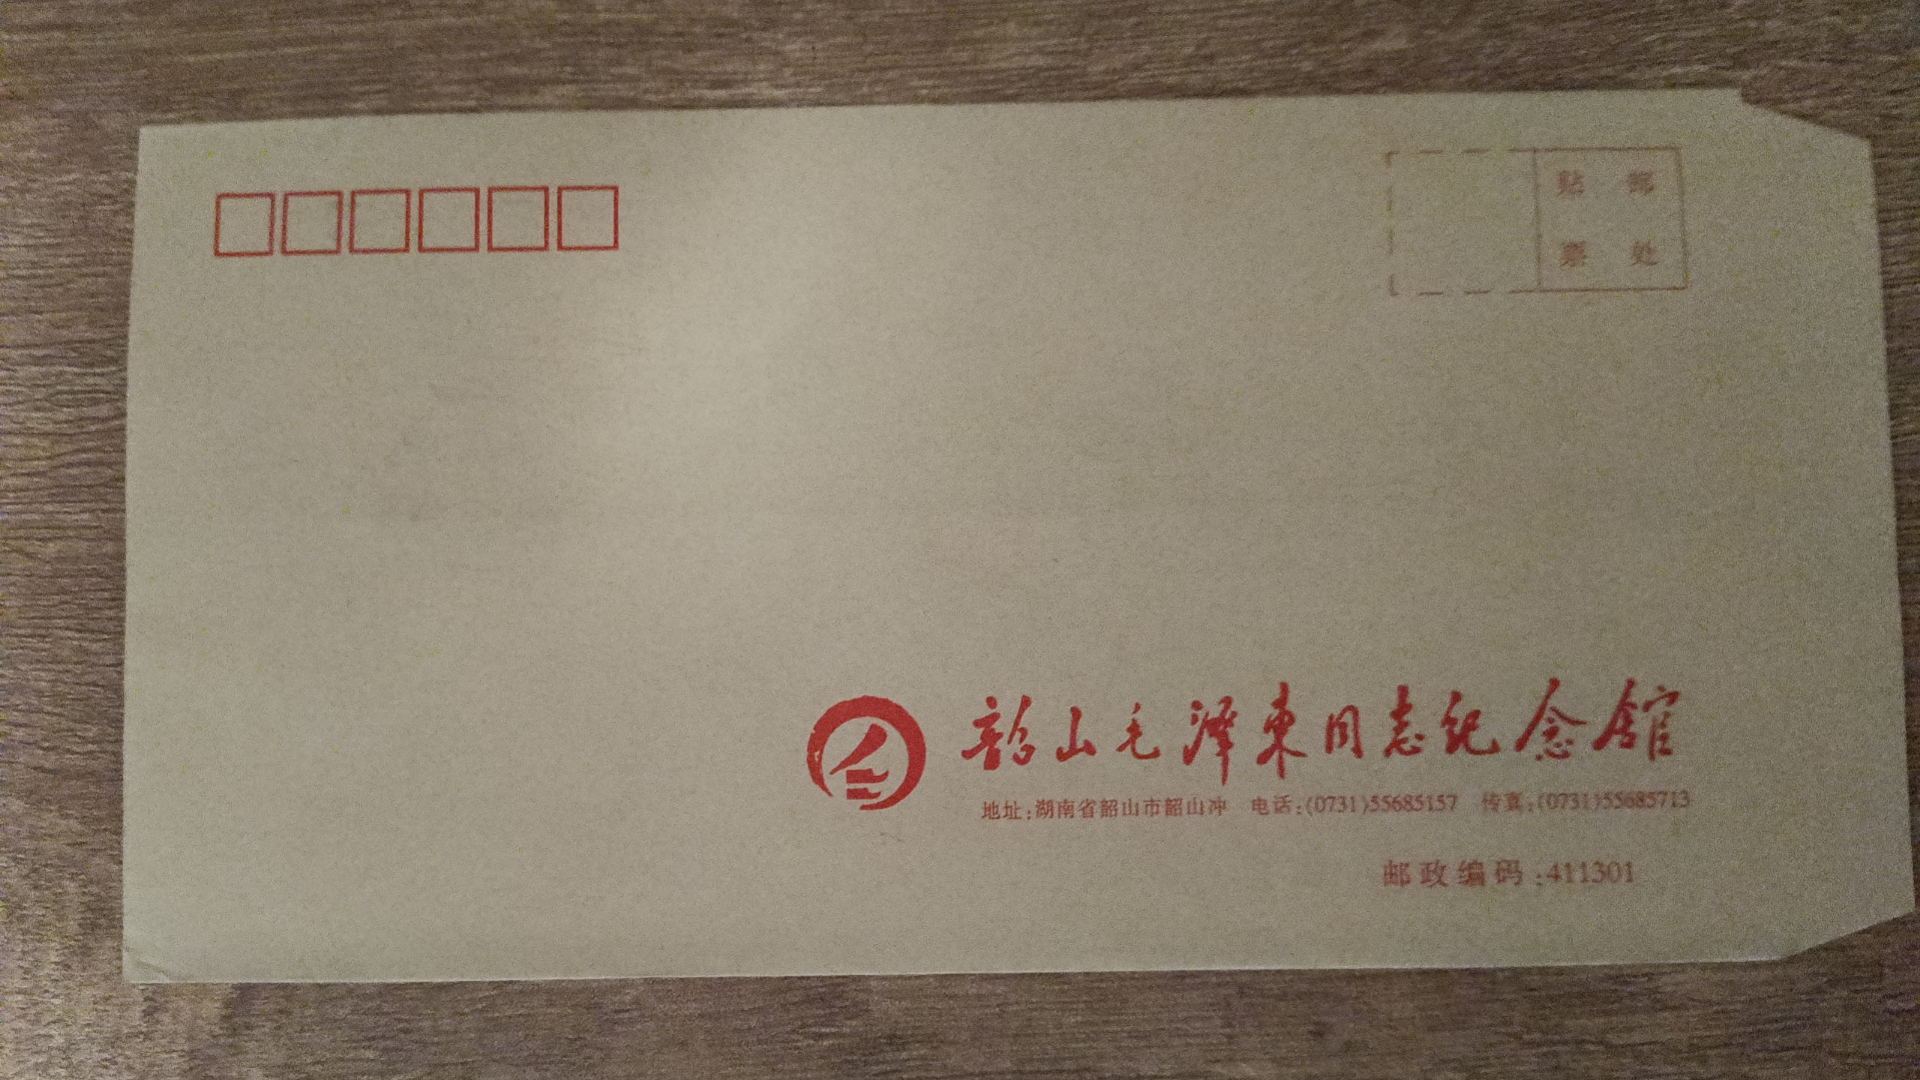 贴 邮
票 处
韶山毛泽东同志纪念馆
地址:湖南省韶山市韶山冲 电话:(0731)55685157 传真:(0731)55685713
邮政编码:411301